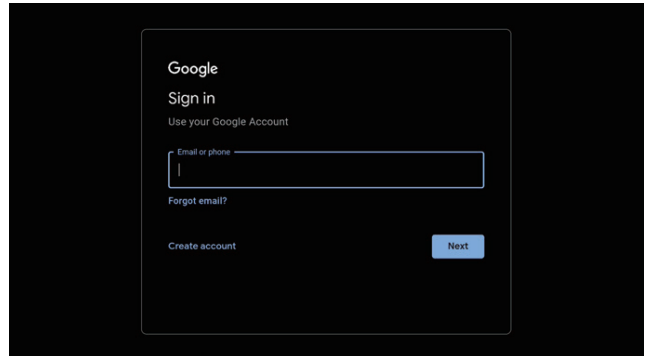 Google
Sign in
Use your Google Account
Email or phone
Forgot email?
Create account
Next